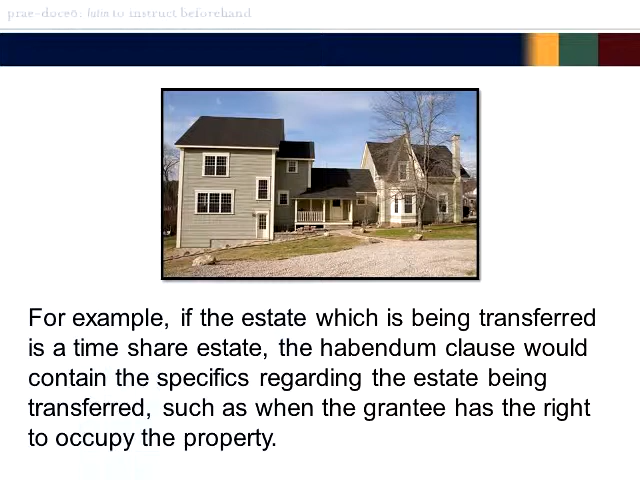 prae-doceō; latin to instruct beforehand
For example, if the estate which is being transferred
is a time share estate, the habendum clause would
contain the specifics regarding the estate being
transferred, such as when the grantee has the right
to occupy the property.